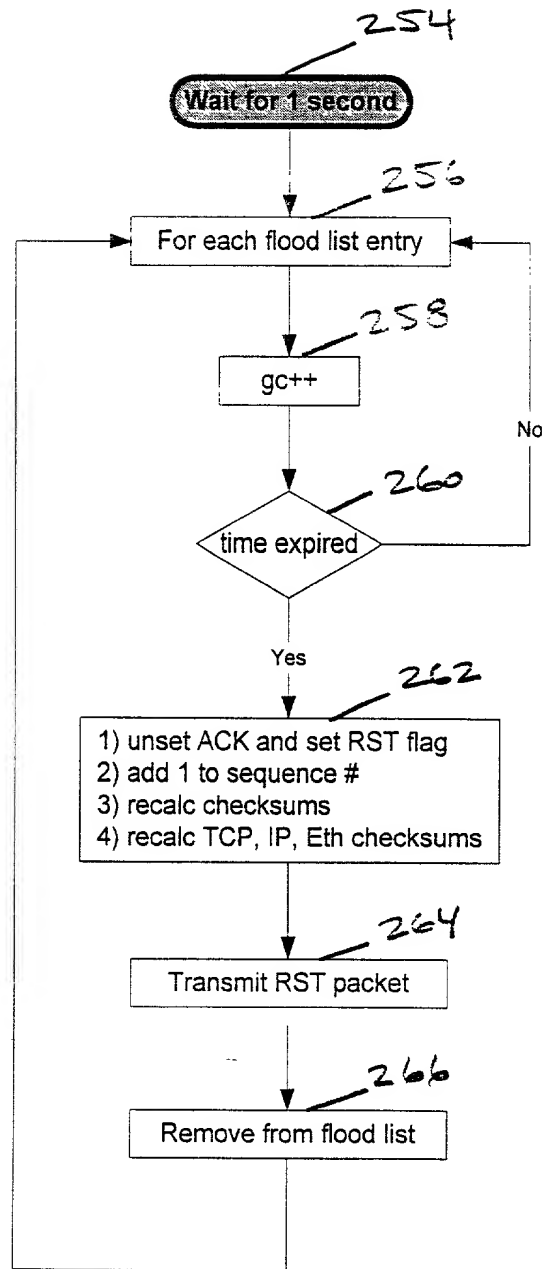 254
Wait for 1 second
256
For each flood list entry
258
gc++
No
260
time expired
Yes
262
1) unset ACK and set RST flag
2) add 1 to sequence #
3) recalc checksums
4) recalc TCP, IP, Eth checksums
264
Transmit RST packet
266
Remove from flood list